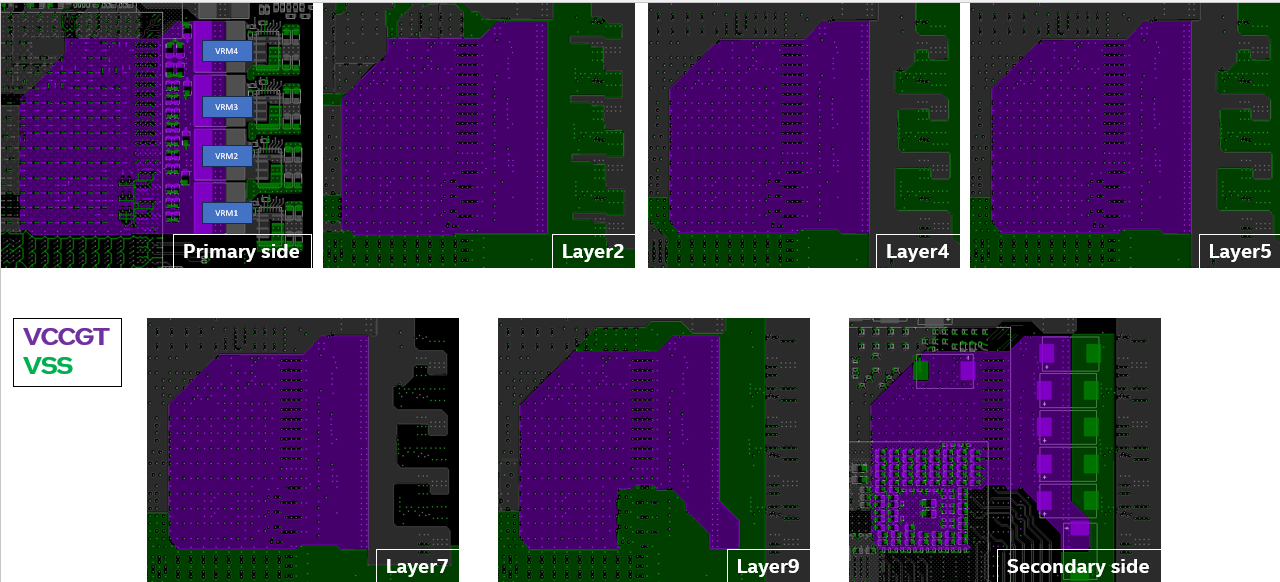 VRM4
VRM3
VRM2
VRM1
Primary side
Layer2
Layer4
Layer5
VCCGT
VSS
Layer7
Layer9
Secondary side